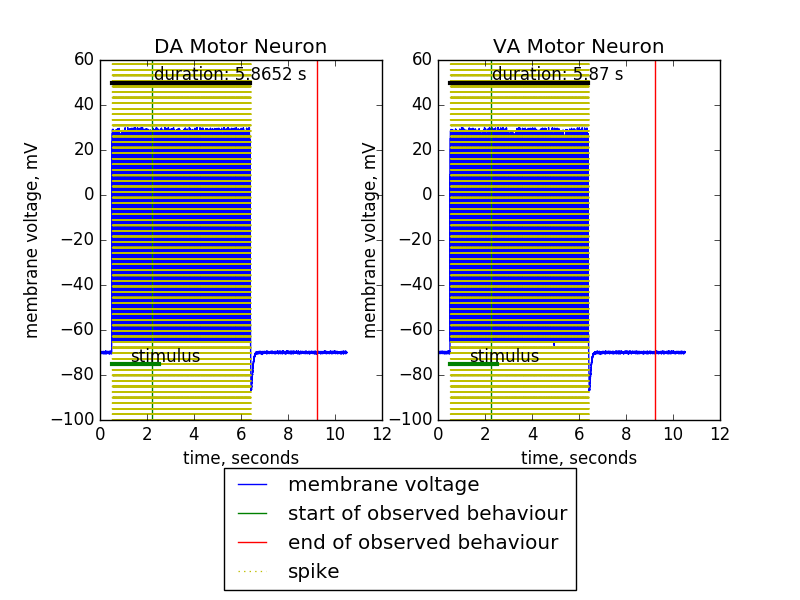 DA Motor Neuron
VA Motor Neuron
duration: 5.8652 s
duration: 5.87 s
60
40
20
0
−20
−40
−60
−80
−100
60
40
20
0
−20
−40
−60
−80
−100
membrane voltage, mV
membrane voltage, mV
stimulus
stimulus
0 2 4 6 8 10 12
0 2 4 6 8 10 12
time, seconds
time, seconds
membrane voltage
start of observed behaviour
end of observed behaviour
spike